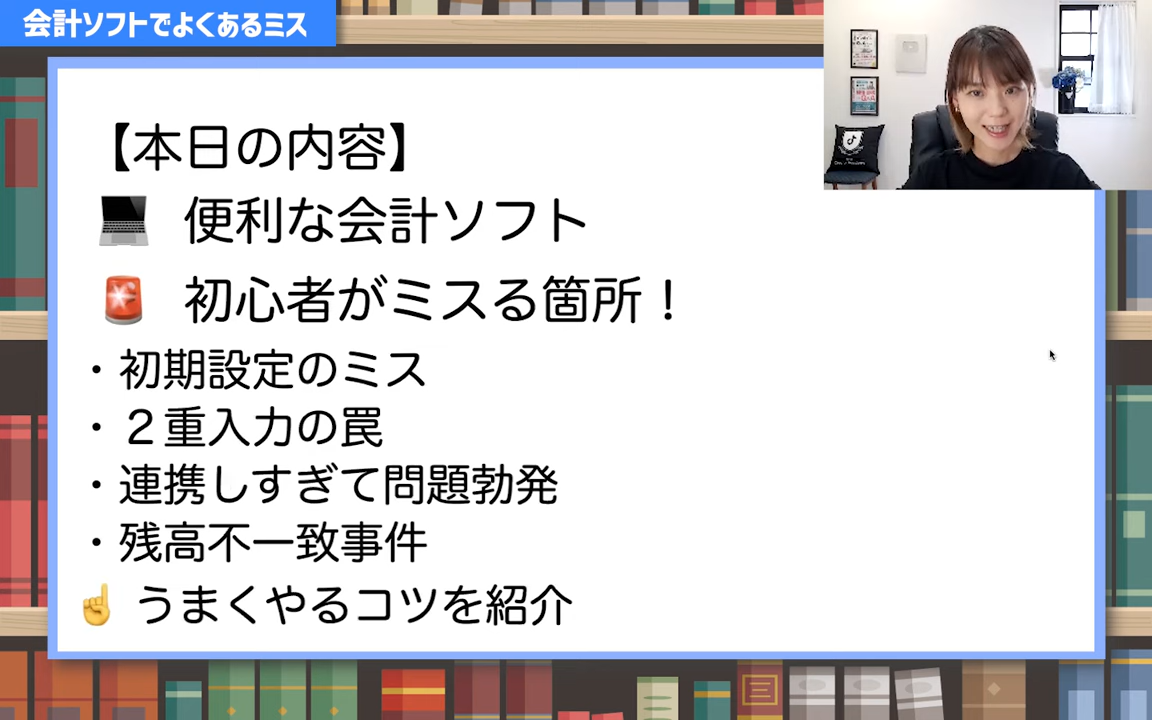 会計ソフトでよくあるミス
【本日の内容】
便利な会計ソフト
初心者がミスる箇所！
・初期設定のミス
・２重入力の罠
・連携しすぎて問題勃発
・残高不一致事件
うまくやるコツを紹介